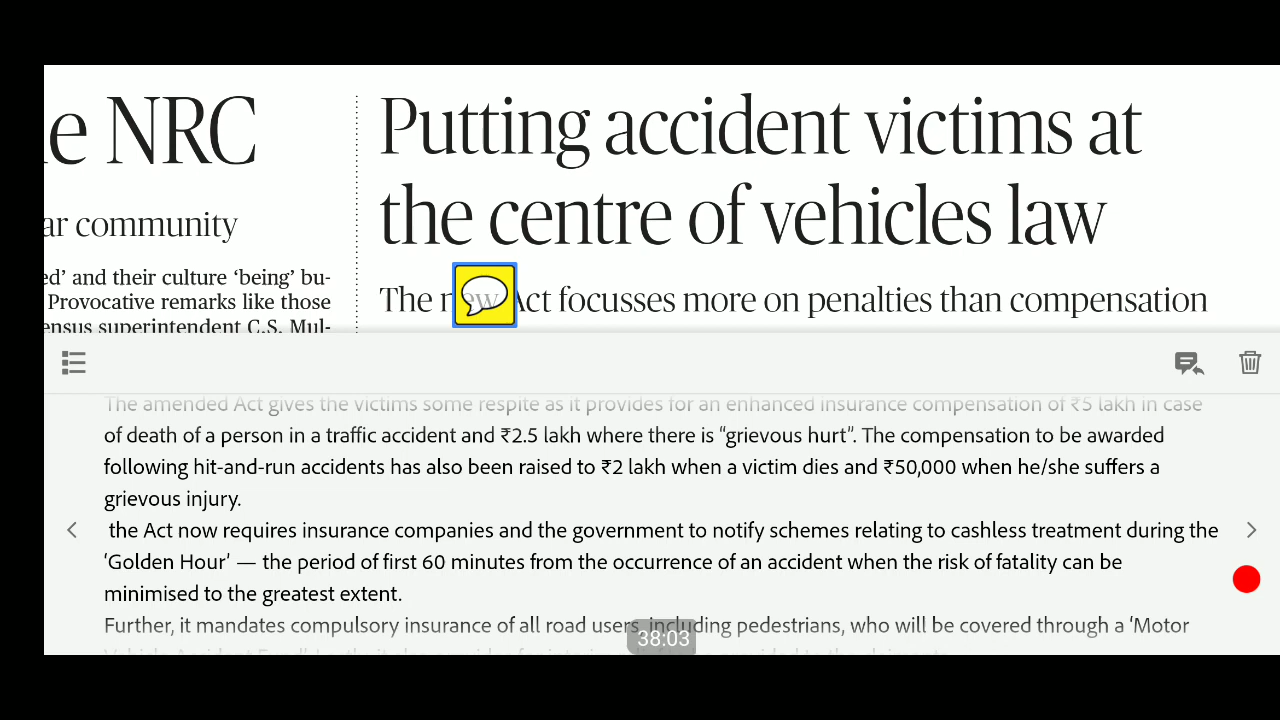 e NRC
ar community
ed’ and their culture ‘being’ bu-
Provocative remarks like those
ensus superintendent C.S. Mul-
Putting accident victims at
the centre of vehicles law
The new Act focusses more on penalties than compensation
The amended Act gives the victims some respite as it provides for an enhanced insurance compensation of ₹5 lakh in case
of death of a person in a traffic accident and ₹2.5 lakh where there is “grievous hurt”. The compensation to be awarded
following hit-and-run accidents has also been raised to ₹2 lakh when a victim dies and ₹50,000 when he/she suffers a
grievous injury.
the Act now requires insurance companies and the government to notify schemes relating to cashless treatment during the
‘Golden Hour’ — the period of first 60 minutes from the occurrence of an accident when the risk of fatality can be
minimised to the greatest extent.
Further, it mandates compulsory insurance of all road users, including pedestrians, who will be covered through a ‘Motor
38:03